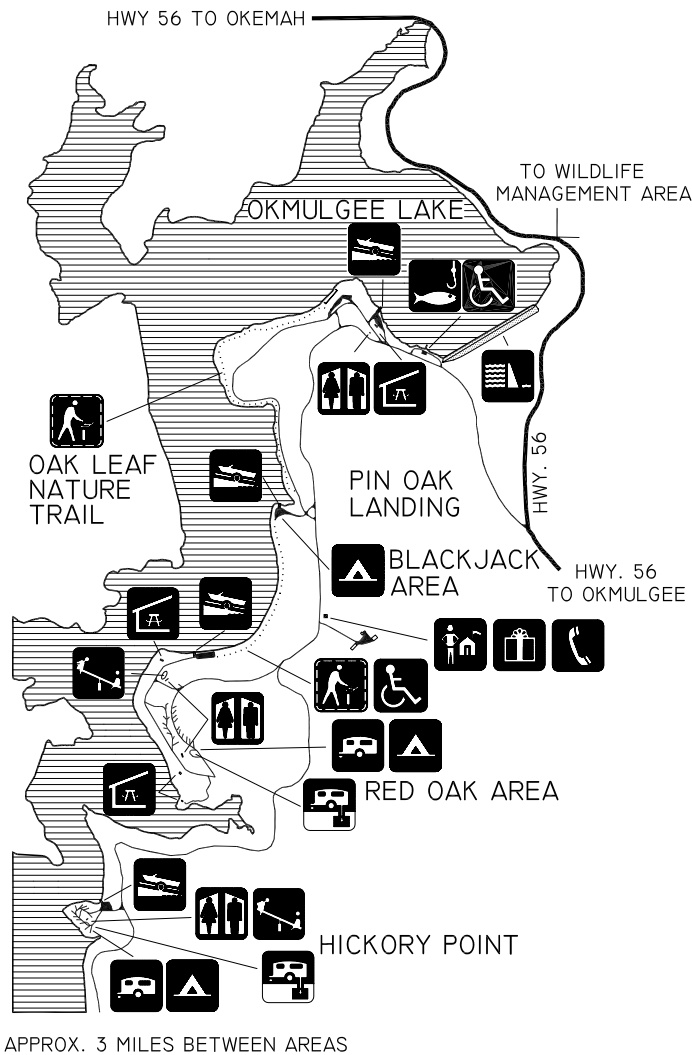 HWY 56 TO OKEMAH
TO WILDLIFE
MANAGEMENT AREA
OKMULGEE LAKE
HWY. 56
OAK LEAF
NATURE
TRAIL
PIN OAK
LANDING
BLACKJACK
AREA
HWY. 56
TO OKMULGEE
RED OAK AREA
HICKORY POINT
APPROX. 3 MILES BETWEEN AREAS